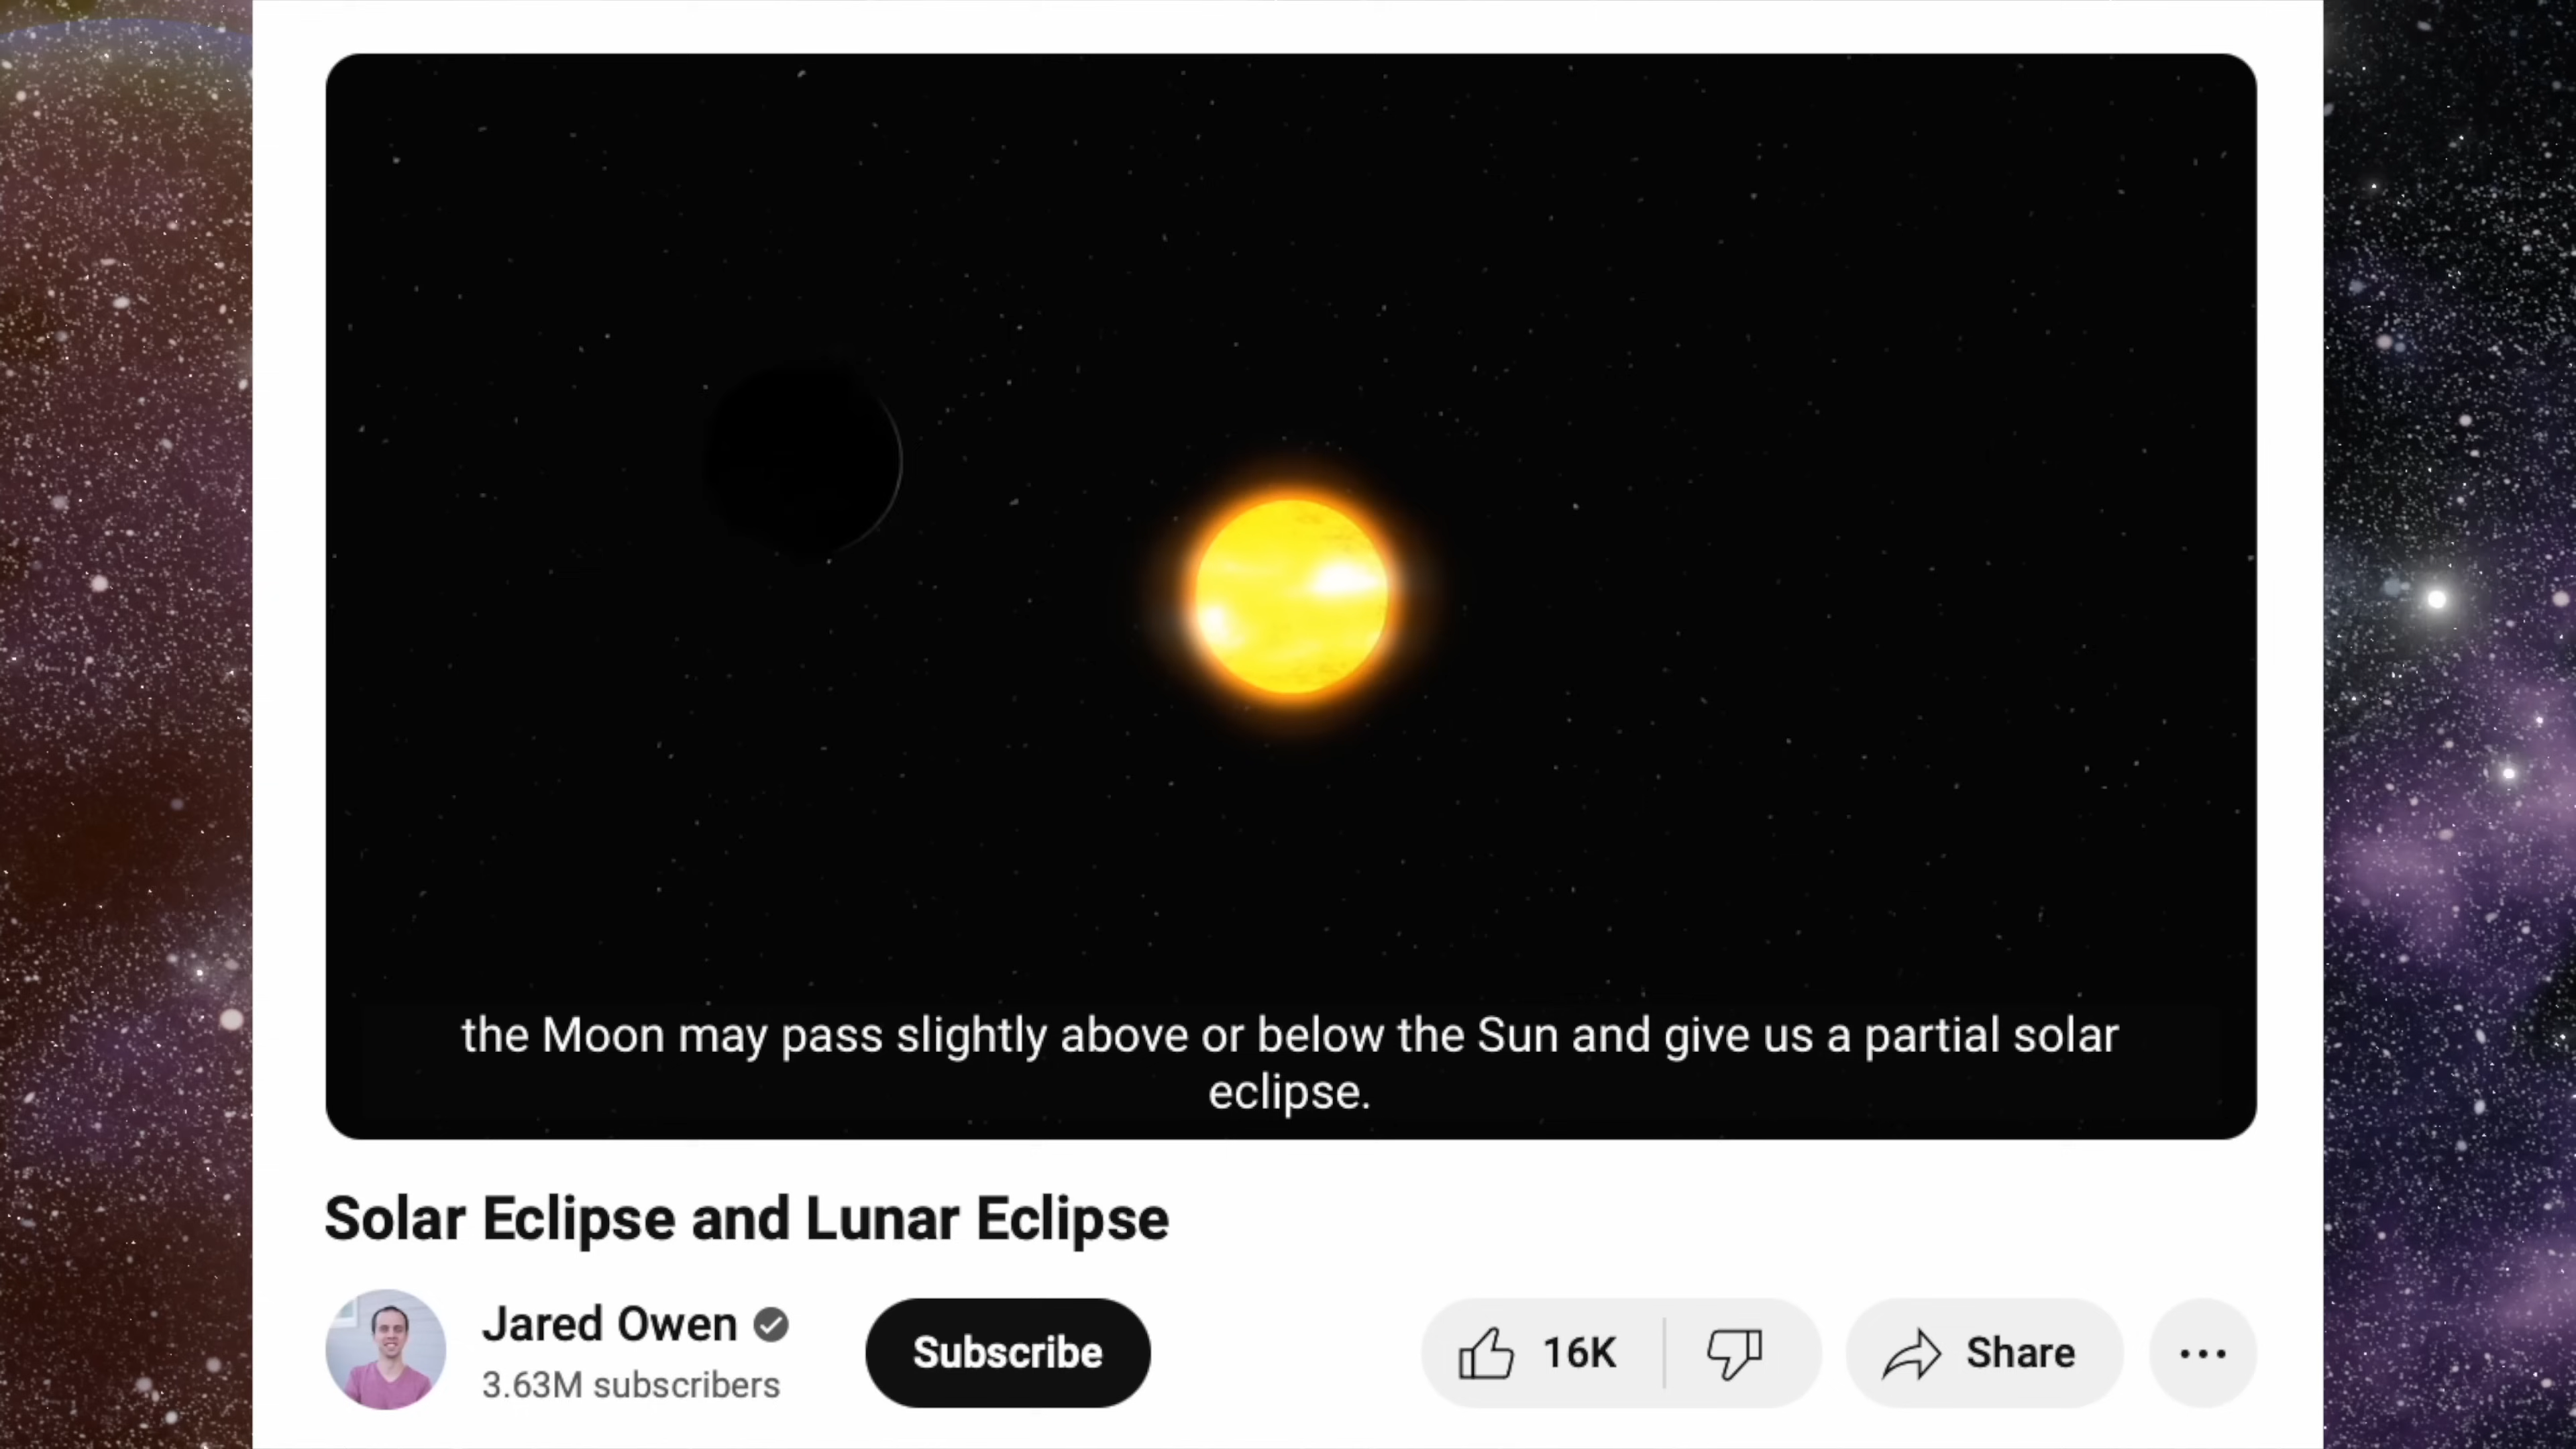 the Moon may pass slightly above or below the Sun and give us a partial solar
eclipse.
Solar Eclipse and Lunar Eclipse
Jared Owen
3.63M subscribers
Subscribe
16K
Share